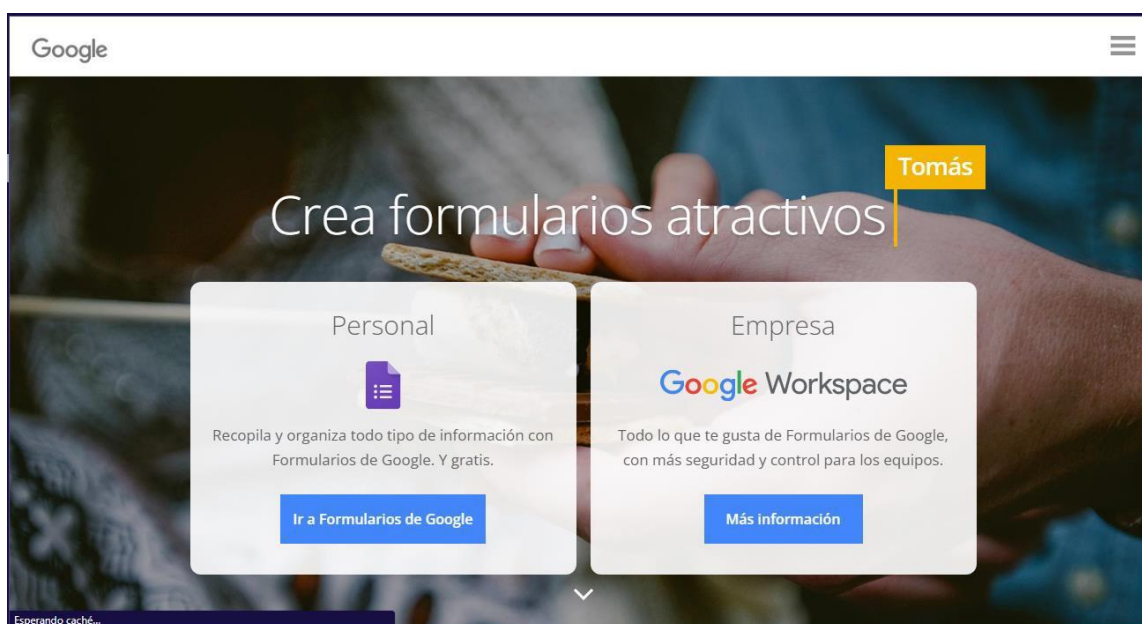 Google
Tomás
Crea formularios atractivos
Personal
Recopila y organiza todo tipo de información con
Formularios de Google. Y gratis.
Ir a Formularios de Google
Empresa
Google Workspace
Todo lo que te gusta de Formularios de Google,
con más seguridad y control para los equipos.
Más información
Esperando caché...